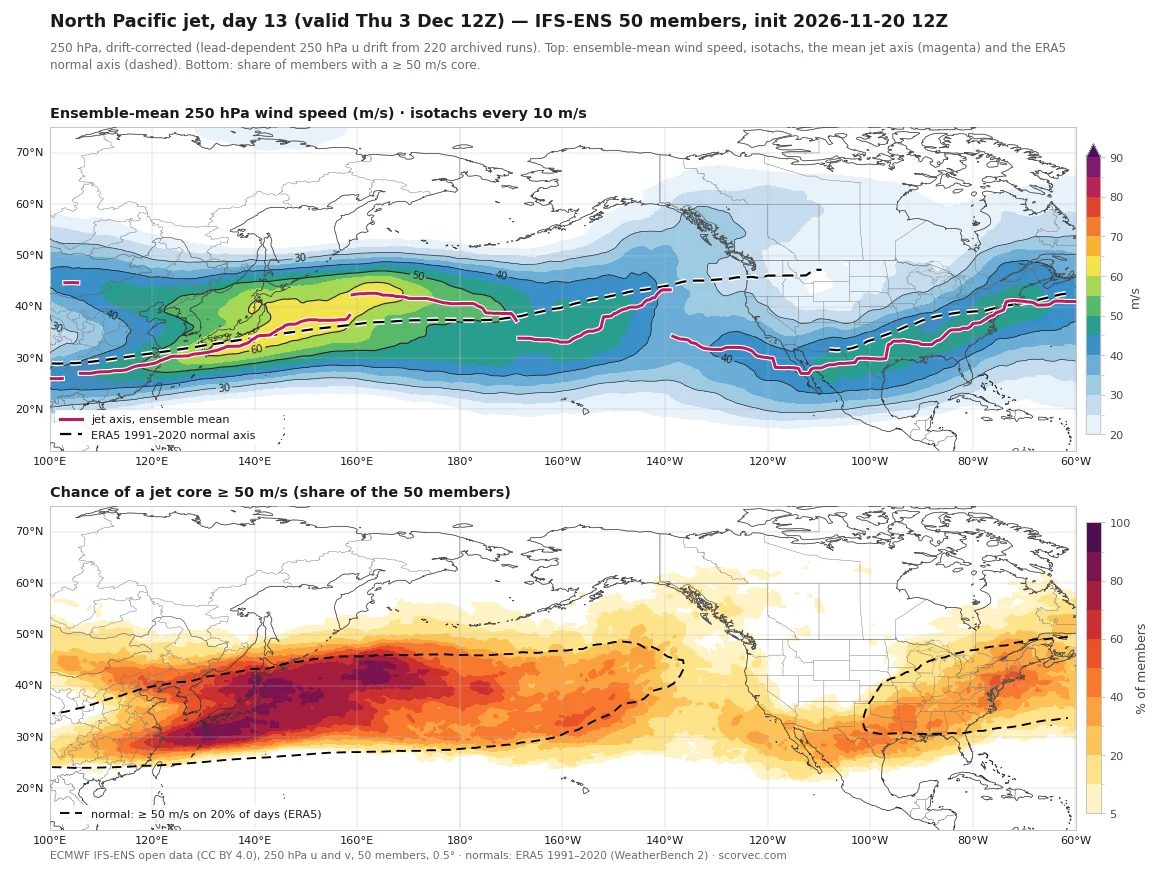 North Pacific jet, day 13 (valid Thu 3 Dec 12Z) — IFS-ENS 50 members, init 2026-11-20 12Z
250 hPa, drift-corrected (lead-dependent 250 hPa u drift from 220 archived runs). Top: ensemble-mean wind speed, isotachs, the mean jet axis (magenta) and the ERA5
normal axis (dashed). Bottom: share of members with a ≥ 50 m/s core.
Ensemble-mean 250 hPa wind speed (m/s) · isotachs every 10 m/s
70°N
60°N
50°N
40°N
30°N
20°N
30
50
40
40
30
60
40
30
jet axis, ensemble mean
ERA5 1991–2020 normal axis
100°E 120°E 140°E 160°E 180° 160°W 140°W 120°W 100°W 80°W 60°W
90
80
70
60
50
40
30
20
m/s
Chance of a jet core ≥ 50 m/s (share of the 50 members)
70°N
60°N
50°N
40°N
30°N
20°N
normal: ≥ 50 m/s on 20% of days (ERA5)
100°E 120°E 140°E 160°E 180° 160°W 140°W 120°W 100°W 80°W 60°W
100
80
60
40
20
5
% of members
ECMWF IFS-ENS open data (CC BY 4.0), 250 hPa u and v, 50 members, 0.5° · normals: ERA5 1991–2020 (WeatherBench 2) · scorvec.com